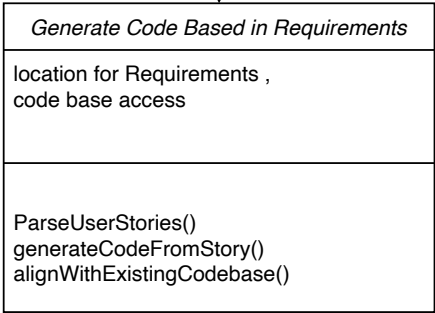 Generate Code Based in Requirements
location for Requirements ,
code base access
ParseUserStories()
generateCodeFromStory()
alignWithExistingCodebase()